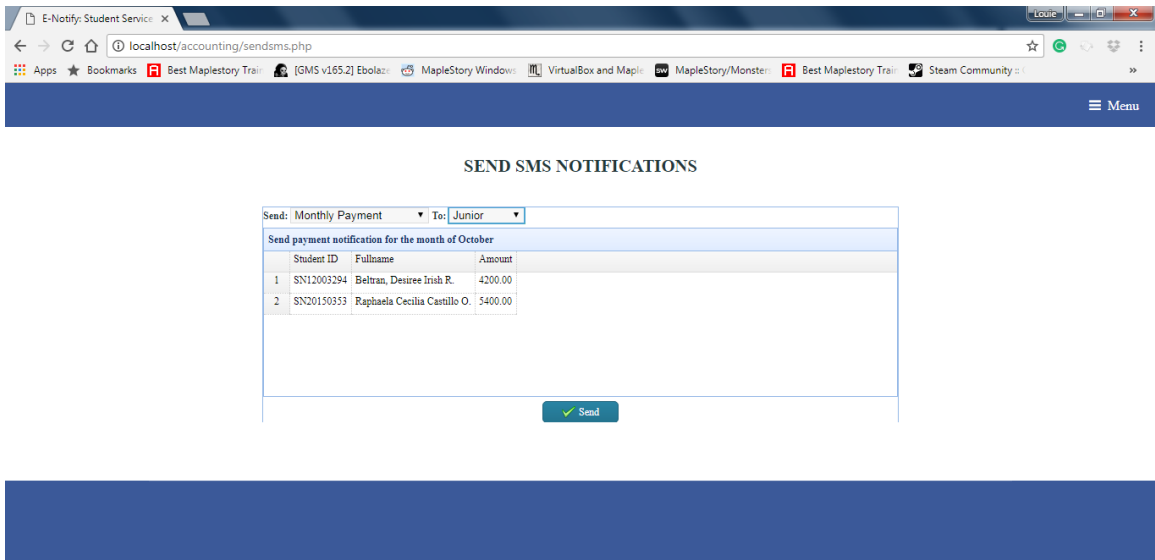 E-Notify: Student Service
Louie
localhost/accounting/sendsms.php
Apps Bookmarks Best Maplestory Train [GMS v165.2] Ebolaze MapleStory Windows VirtualBox and Maple MapleStory/Monster Best Maplestory Train Steam Community :: »
Menu
SEND SMS NOTIFICATIONS
Send: Monthly Payment To: Junior
Send payment notification for the month of October
Student ID Fullname Amount
1 SN12003294 Beltran, Desiree Irish R. 4200.00
2 SN20150353 Raphaela Cecilia Castillo O. 5400.00
Send